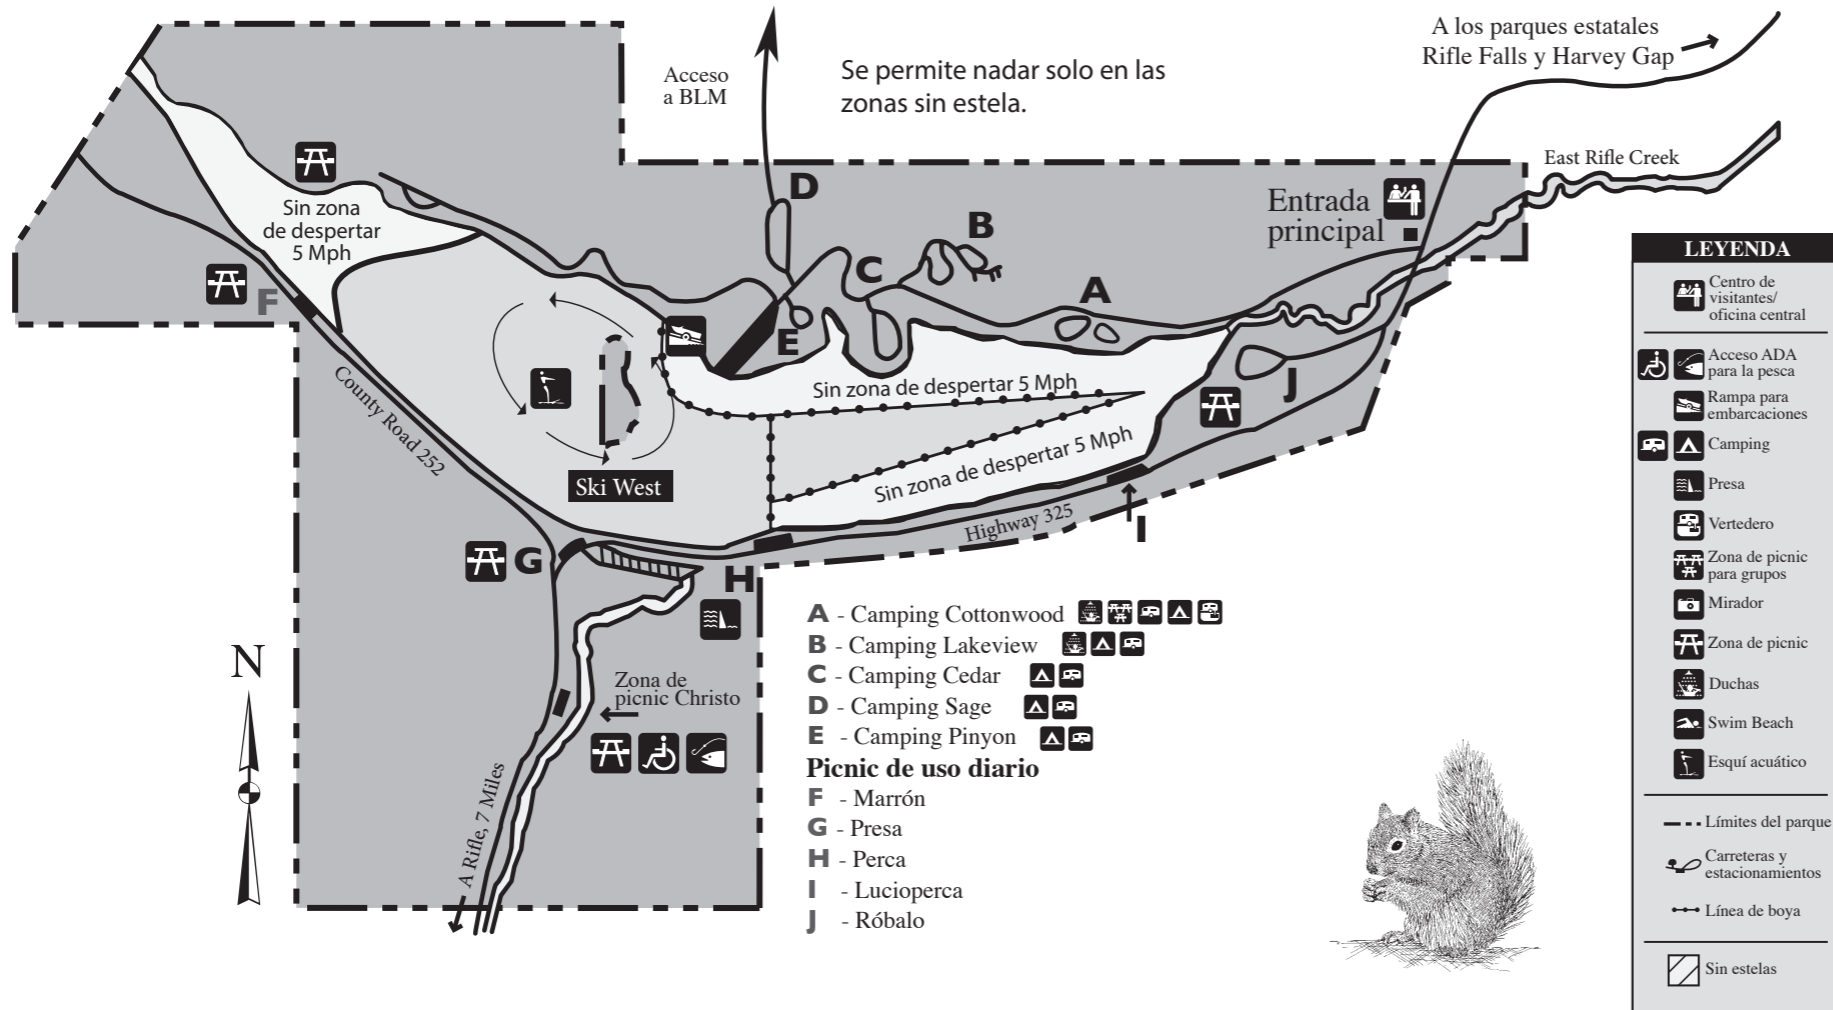 A los parques estatales
Rifle Falls y Harvey Gap
Acceso
a BLM
Se permite nadar solo en las
zonas sin estela.
East Rifle Creek
Entrada
principal
D
B
C
A
E
J
Sin zona
de despertar
5 Mph
F
County Road 252
Sin zona de despertar 5 Mph
Sin zona de despertar 5 Mph
Ski West
Highway 325
I
G
H
N
Zona de
picnic Christo
A Rifle, 7 Miles
A - Camping Cottonwood
B - Camping Lakeview
C - Camping Cedar
D - Camping Sage
E - Camping Pinyon
Picnic de uso diario
F - Marrón
G - Presa
H - Perca
I - Lucioperca
J - Róbalo
LEYENDA
Centro de
visitantes/
oficina central
Acceso ADA
para la pesca
Rampa para
embarcaciones
Camping
Presa
Vertedero
Zona de picnic
para grupos
Mirador
Zona de picnic
Duchas
Swim Beach
Esquí acuático
Límites del parque
Carreteras y
estacionamientos
Línea de boya
Sin estelas